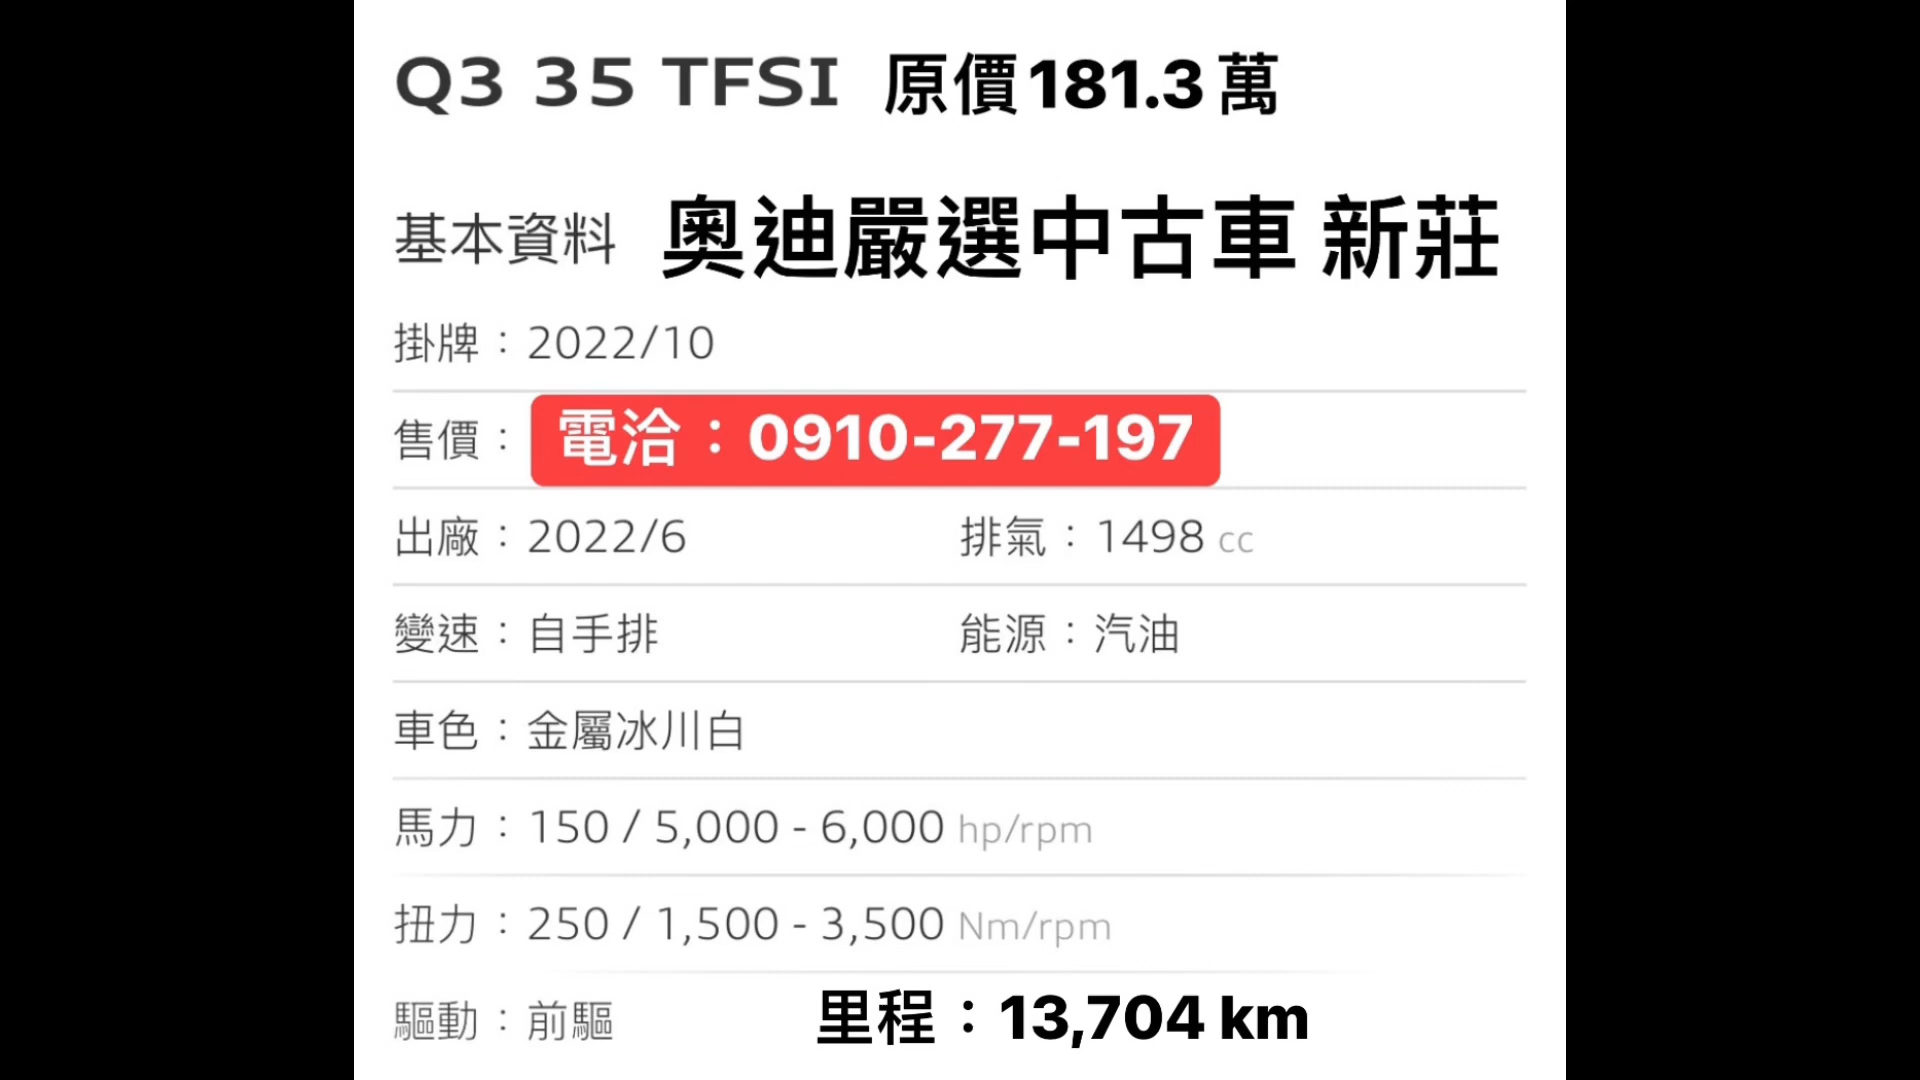 Q3 35 TFSI 原價181.3萬
基本資料 奧迪嚴選中古車 新莊
掛牌：2022/10
售價：電洽：0910-277-197
出廠：2022/6 排氣：1498 cc
變速：自手排 能源：汽油
車色：金屬冰川白
馬力：150 / 5,000 - 6,000 hp/rpm
扭力：250 / 1,500 - 3,500 Nm/rpm
驅動：前驅 里程：13,704 km